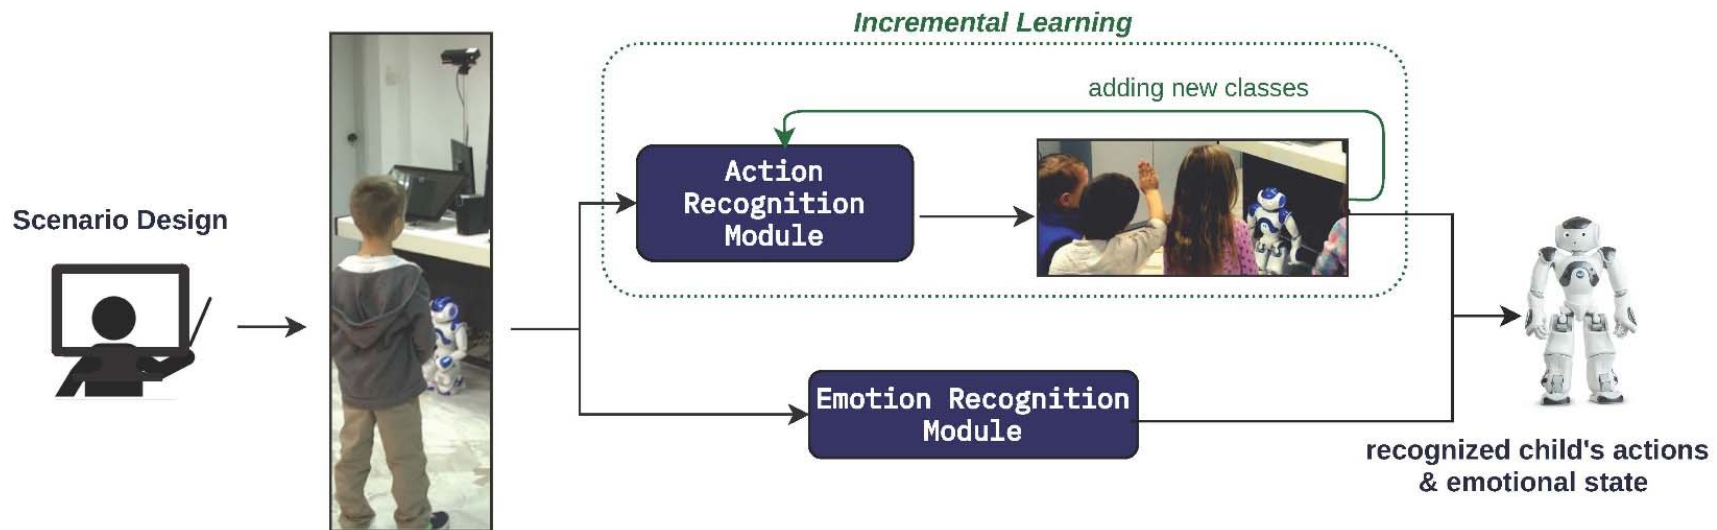 Incremental Learning
adding new classes
Action
Recognition
Module
Scenario Design
Emotion Recognition
Module
recognized child's actions
& emotional state